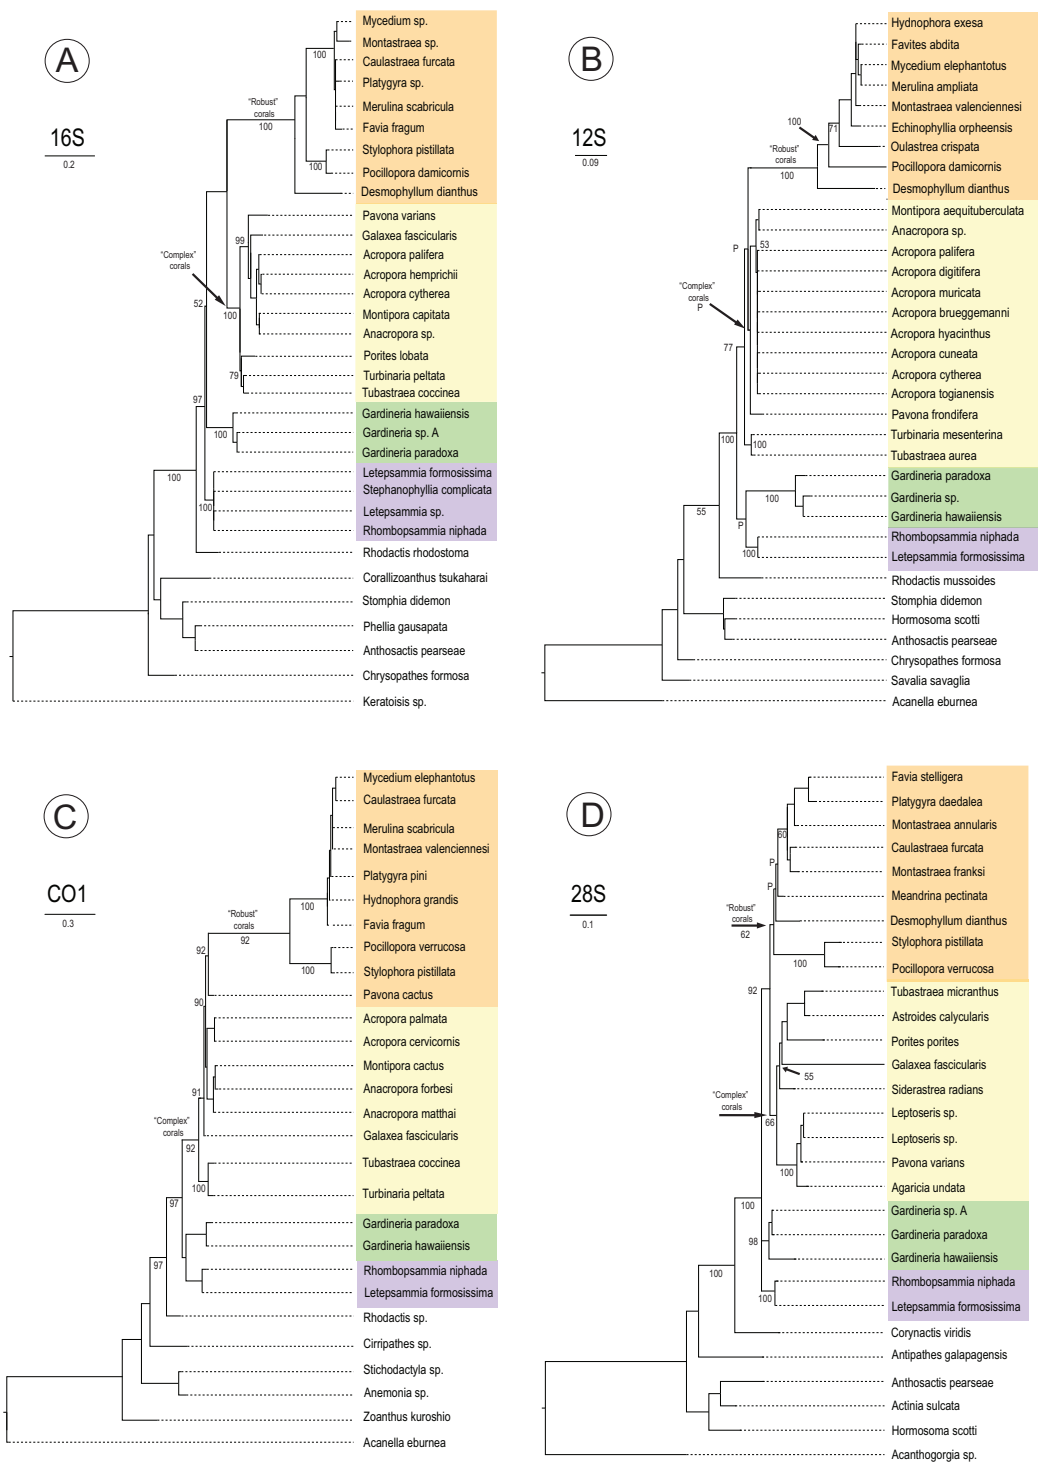 A
16S
0.2
"Robust"
corals
100
100
100
"Complex"
corals
99
100
79
52
97
100
100
100
Mycedium sp.
Montastraea sp.
Caulastraea furcata
Platygyra sp.
Merulina scabricula
Favia fragum
Stylophora pistillata
Pocillopora damicornis
Desmophyllum dianthus
Pavona varians
Galaxea fascicularis
Acropora palifera
Acropora hemprichii
Acropora cytherea
Montipora capitata
Anacropora sp.
Porites lobata
Turbinaria peltata
Tubastraea coccinea
Gardineria hawaiiensis
Gardineria sp. A
Gardineria paradoxa
Letepsammia formosissima
Stephanophyllia complicata
Letepsammia sp.
Rhombopsammia niphada
Rhodactis rhodostoma
Corallizoanthus tsukaharai
Stomphia didemon
Phellia gausapata
Anthosactis pearseae
Chrysopathes formosa
Keratoisis sp.
B
12S
0.09
100
71
"Robust"
corals
100
P
53
"Complex"
corals
P
77
100
100
100
P
100
55
Hydnophora exesa
Favites abdita
Mycedium elephantotus
Merulina ampliata
Montastraea valenciennesi
Echinophyllia orpheensis
Oulastrea crispata
Pocillopora damicornis
Desmophyllum dianthus
Montipora aequituberculata
Anacropora sp.
Acropora palifera
Acropora digitifera
Acropora muricata
Acropora brueggemanni
Acropora hyacinthus
Acropora cuneata
Acropora cytherea
Acropora togianensis
Pavona frondifera
Turbinaria mesenterina
Tubastraea aurea
Gardineria paradoxa
Gardineria sp.
Gardineria hawaiiensis
Rhombopsammia niphada
Letepsammia formosissima
Rhodactis mussoides
Stomphia didemon
Hormosoma scotti
Anthosactis pearseae
Chrysopathes formosa
Savalia savaglia
Acanella eburnea
C
CO1
0.3
100
"Robust"
corals
92
92
100
90
91
"Complex"
corals
92
100
97
97
Mycedium elephantotus
Caulastraea furcata
Merulina scabricula
Montastraea valenciennesi
Platygyra pini
Hydnophora grandis
Favia fragum
Pocillopora verrucosa
Stylophora pistillata
Pavona cactus
Acropora palmata
Acropora cervicornis
Montipora cactus
Anacropora forbesi
Anacropora matthai
Galaxea fascicularis
Tubastraea coccinea
Turbinaria peltata
Gardineria paradoxa
Gardineria hawaiiensis
Rhombopsammia niphada
Letepsammia formosissima
Rhodactis sp.
Cirripathes sp.
Stichodactyla sp.
Anemonia sp.
Zoanthus kuroshio
Acanella eburnea
D
28S
0.1
60
P
P
"Robust"
corals
62
100
92
55
"Complex"
corals
66
100
100
98
100
100
Favia stelligera
Platygyra daedalea
Montastraea annularis
Caulastraea furcata
Montastraea franksi
Meandrina pectinata
Desmophyllum dianthus
Stylophora pistillata
Pocillopora verrucosa
Tubastraea micranthus
Astroides calycularis
Porites porites
Galaxea fascicularis
Siderastrea radians
Leptoseris sp.
Leptoseris sp.
Pavona varians
Agaricia undata
Gardineria sp. A
Gardineria paradoxa
Gardineria hawaiiensis
Rhombopsammia niphada
Letepsammia formosissima
Corynactis viridis
Antipathes galapagensis
Anthosactis pearseae
Actinia sulcata
Hormosoma scotti
Acanthogorgia sp.